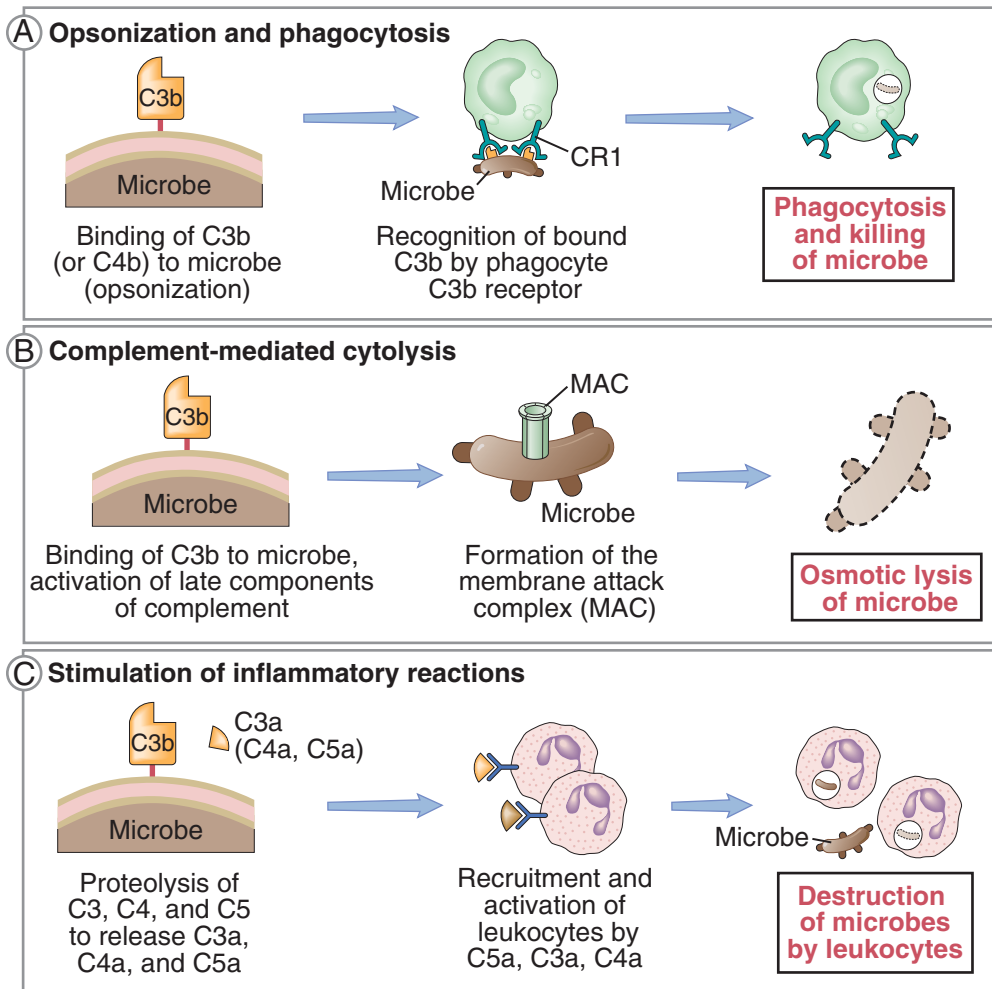 A Opsonization and phagocytosis
C3b
Microbe
Binding of C3b
(or C4b) to microbe
(opsonization)
CR1
Microbe
Recognition of bound
C3b by phagocyte
C3b receptor
Phagocytosis
and killing
of microbe
B Complement-mediated cytolysis
C3b
Microbe
Binding of C3b to microbe,
activation of late components
of complement
MAC
Microbe
Formation of the
membrane attack
complex (MAC)
Osmotic lysis
of microbe
C Stimulation of inflammatory reactions
C3b
C3a
(C4a, C5a)
Microbe
Proteolysis of
C3, C4, and C5
to release C3a,
C4a, and C5a
Recruitment and
activation of
leukocytes by
C5a, C3a, C4a
Microbe
Destruction
of microbes
by leukocytes